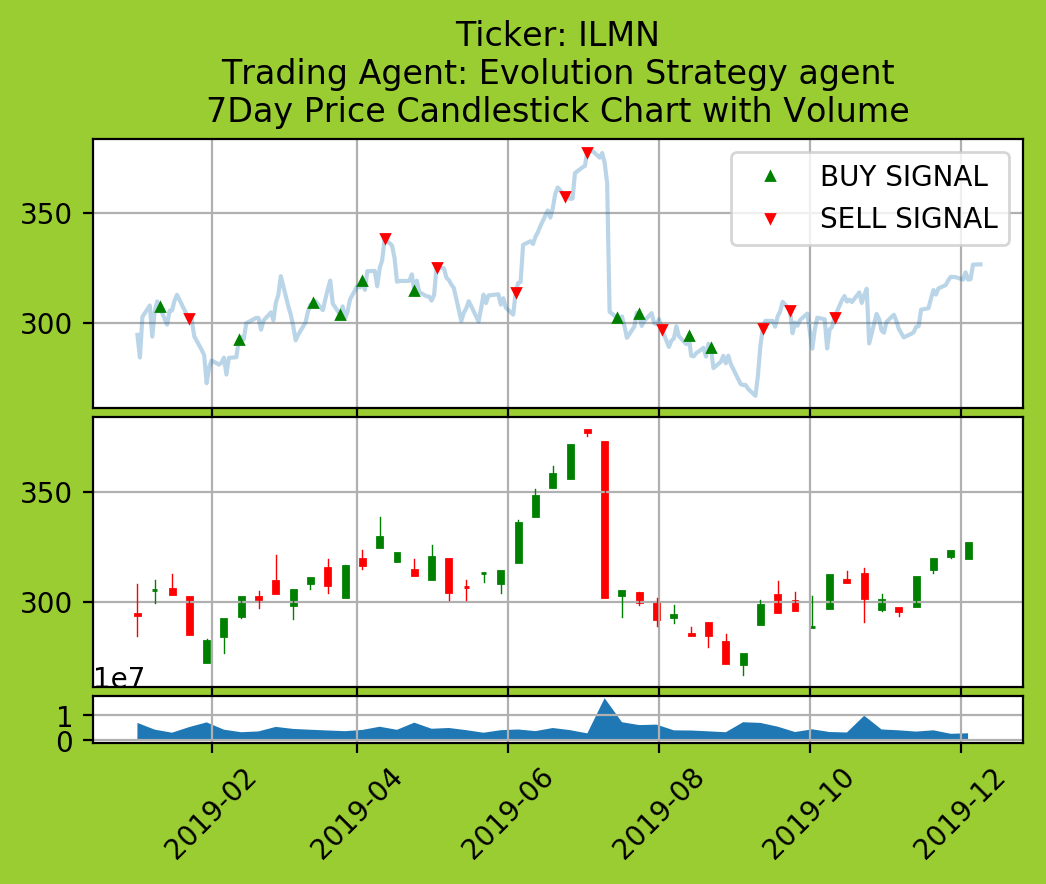 Ticker: ILMN
Trading Agent: Evolution Strategy agent
7Day Price Candlestick Chart with Volume
BUY SIGNAL
SELL SIGNAL
350
300
350
300
1e7
1
0
2019-02
2019-04
2019-06
2019-08
2019-10
2019-12